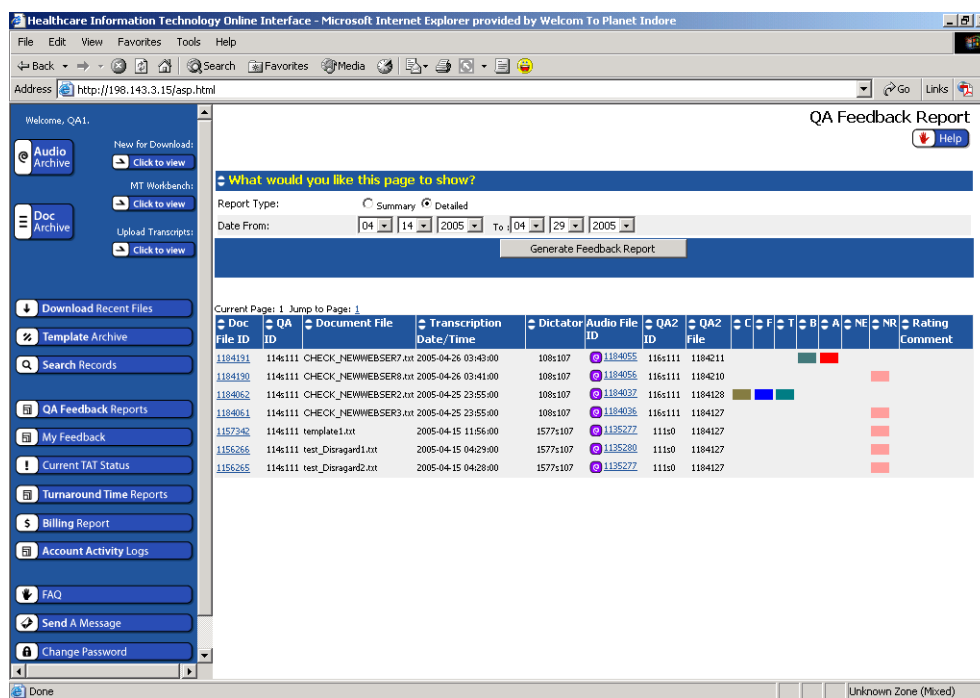 Healthcare Information Technology Online Interface - Microsoft Internet Explorer provided by Welcom To Planet Indore
File Edit View Favorites Tools Help
Back Search Favorites Media
Address http://198.143.3.15/asp.html Go Links
Welcome, QA1.
QA Feedback Report
Help
New for Download:
Audio Archive
Click to view
MT Workbench:
Click to view
Doc Archive
Upload Transcripts:
Click to view
What would you like this page to show?
Report Type: Summary Detailed
Date From: 04 14 2005 To : 04 29 2005
Generate Feedback Report
Download Recent Files
Template Archive
Search Records
QA Feedback Reports
My Feedback
Current TAT Status
Turnaround Time Reports
Billing Report
Account Activity Logs
FAQ
Send A Message
Change Password
Current Page: 1 Jump to Page: 1
Doc File ID QA ID Document File Transcription Date/Time Dictator Audio File ID QA2 ID QA2 File C F T B A NE NR Rating Comment
1184191 114s111 CHECK_NEWWEBSER7.txt 2005-04-26 03:43:00 108s107 1184055 116s111 1184211
1184190 114s111 CHECK_NEWWEBSER8.txt 2005-04-26 03:41:00 108s107 1184056 116s111 1184210
1184062 114s111 CHECK_NEWWEBSER2.txt 2005-04-25 23:55:00 108s107 1184037 116s111 1184128
1184061 114s111 CHECK_NEWWEBSER3.txt 2005-04-25 23:55:00 108s107 1184036 116s111 1184127
1157342 114s111 template1.txt 2005-04-15 11:56:00 1577s107 1135277 111s0 1184127
1156266 114s111 test_Disragard1.txt 2005-04-15 04:29:00 1577s107 1135280 111s0 1184127
1156265 114s111 test_Disragard2.txt 2005-04-15 04:28:00 1577s107 1135277 111s0 1184127
Done
Unknown Zone (Mixed)